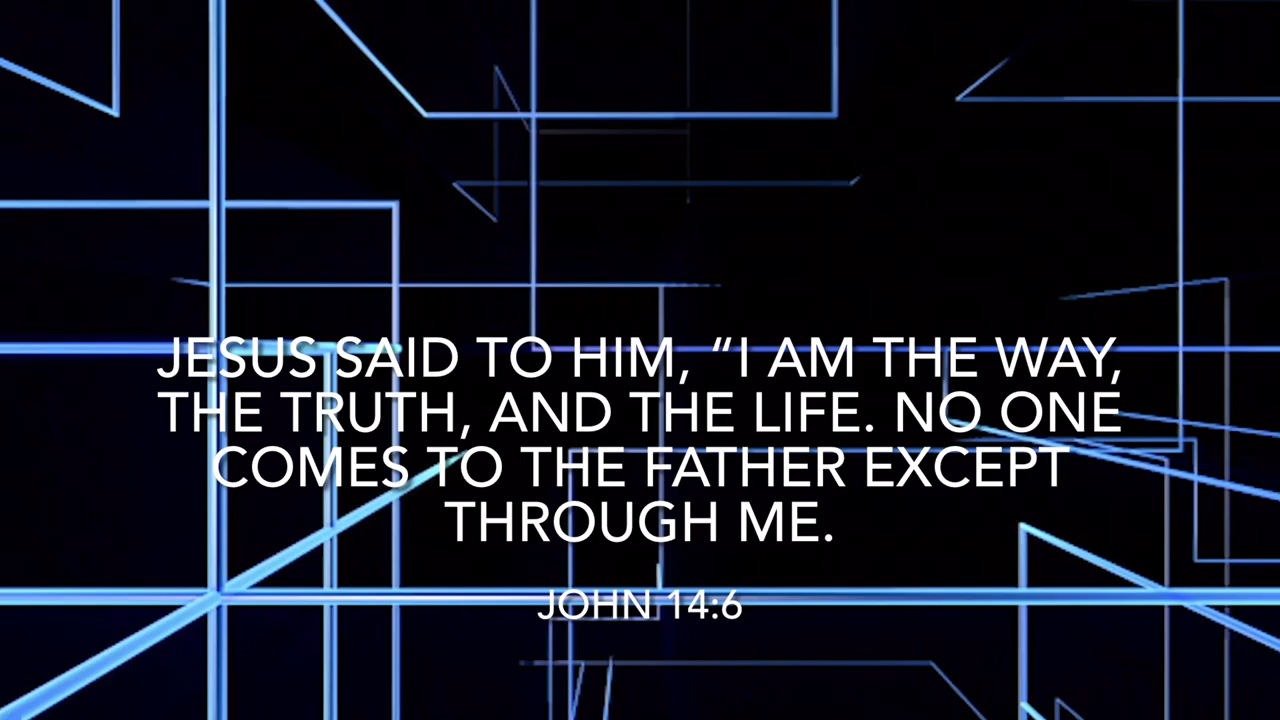 JESUS SAID TO HIM, “I AM THE WAY,
THE TRUTH, AND THE LIFE. NO ONE
COMES TO THE FATHER EXCEPT
THROUGH ME.
JOHN 14:6